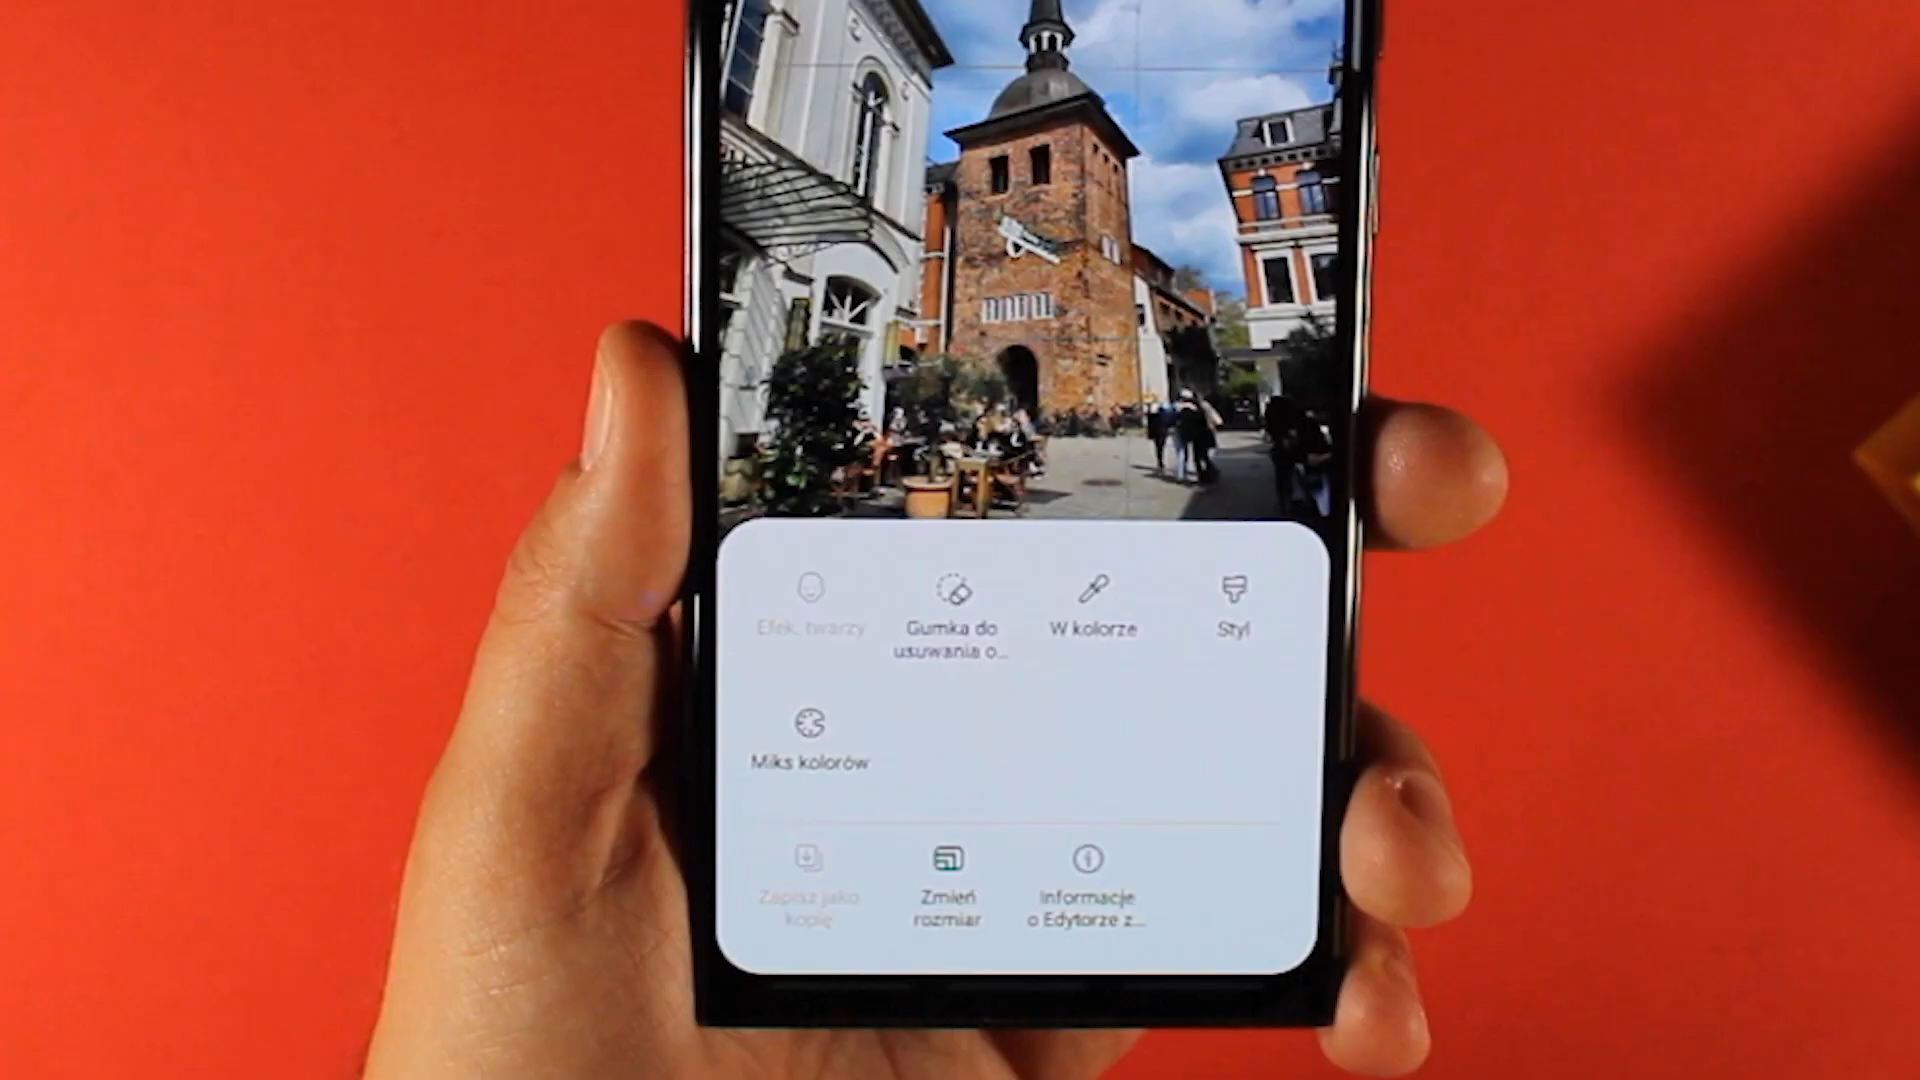 Efek. twarzy
Gumka do
usuwania o...
W kolorze
Styl
Miks kolorów
Zapisz jako
kopię
Zmień
rozmiar
Informacje
o Edytorze z...